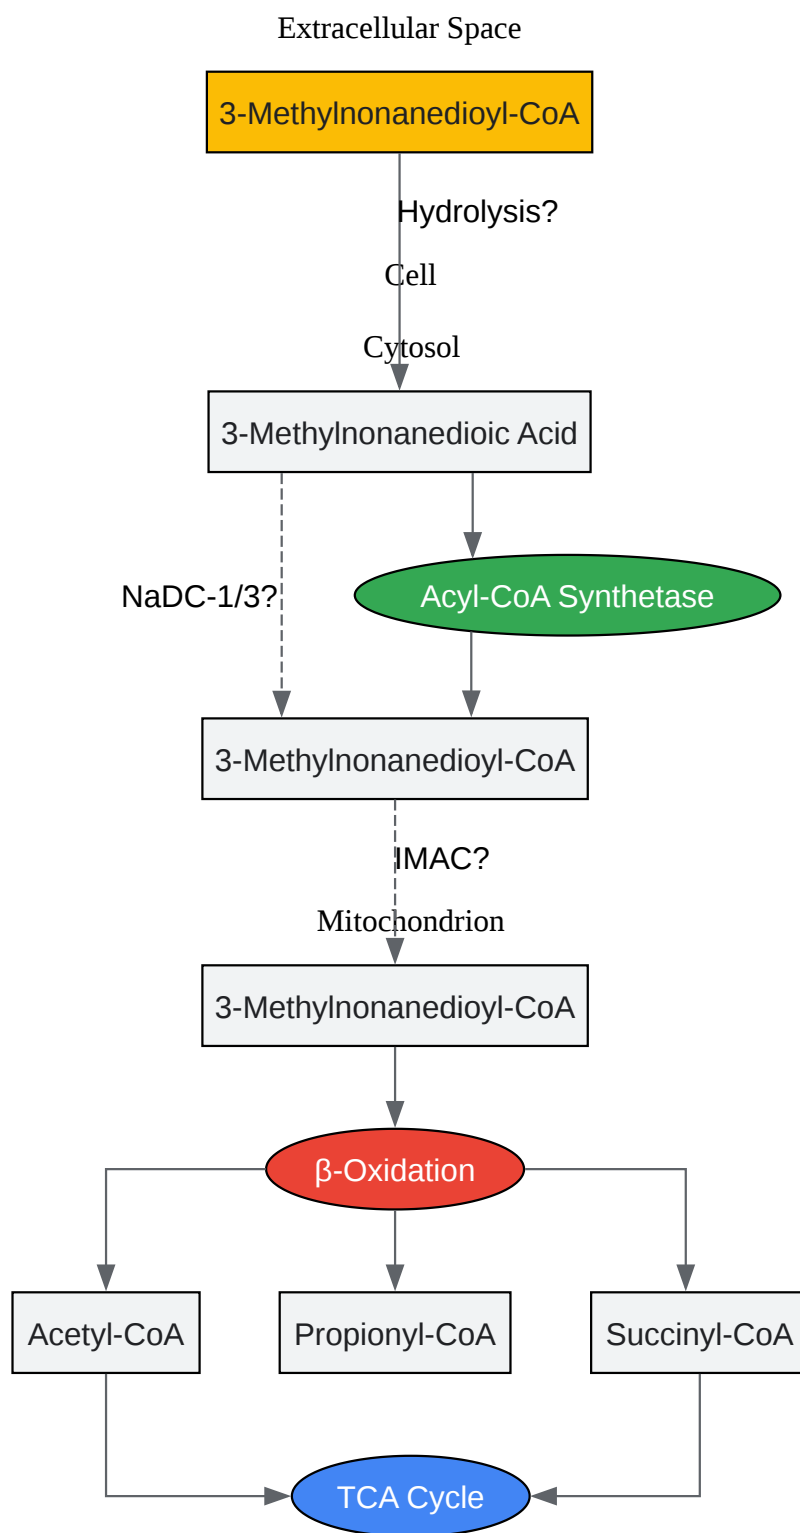 Extracellular Space
3-Methylnonanedioyl-CoA
Hydrolysis?
Cell
Cytosol
3-Methylnonanedioic Acid
NaDC-1/3?
Acyl-CoA Synthetase
3-Methylnonanedioyl-CoA
IMAC?
Mitochondrion
3-Methylnonanedioyl-CoA
β-Oxidation
Acetyl-CoA
Propionyl-CoA
Succinyl-CoA
TCA Cycle